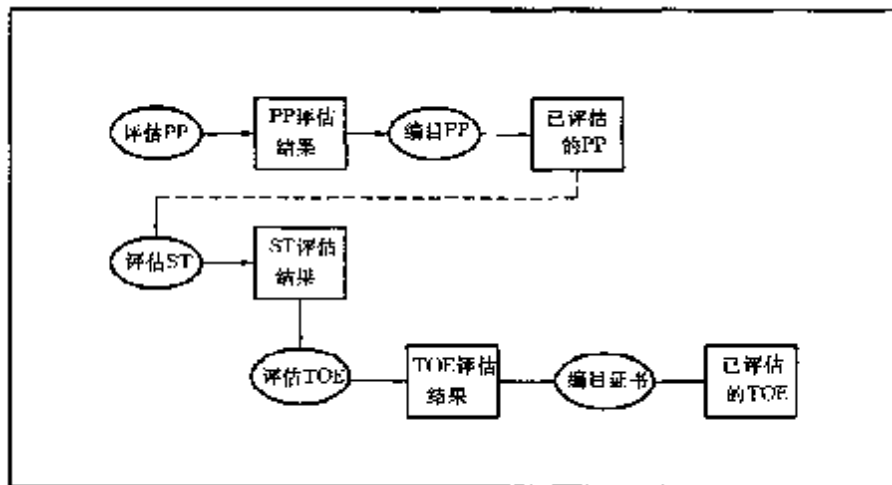 评估PP
PP评估
结果
编目PP
已评估
的PP
评估ST
ST评估
结果
评估TOE
TOE评估
结果
编目证书
已评估
的TOE